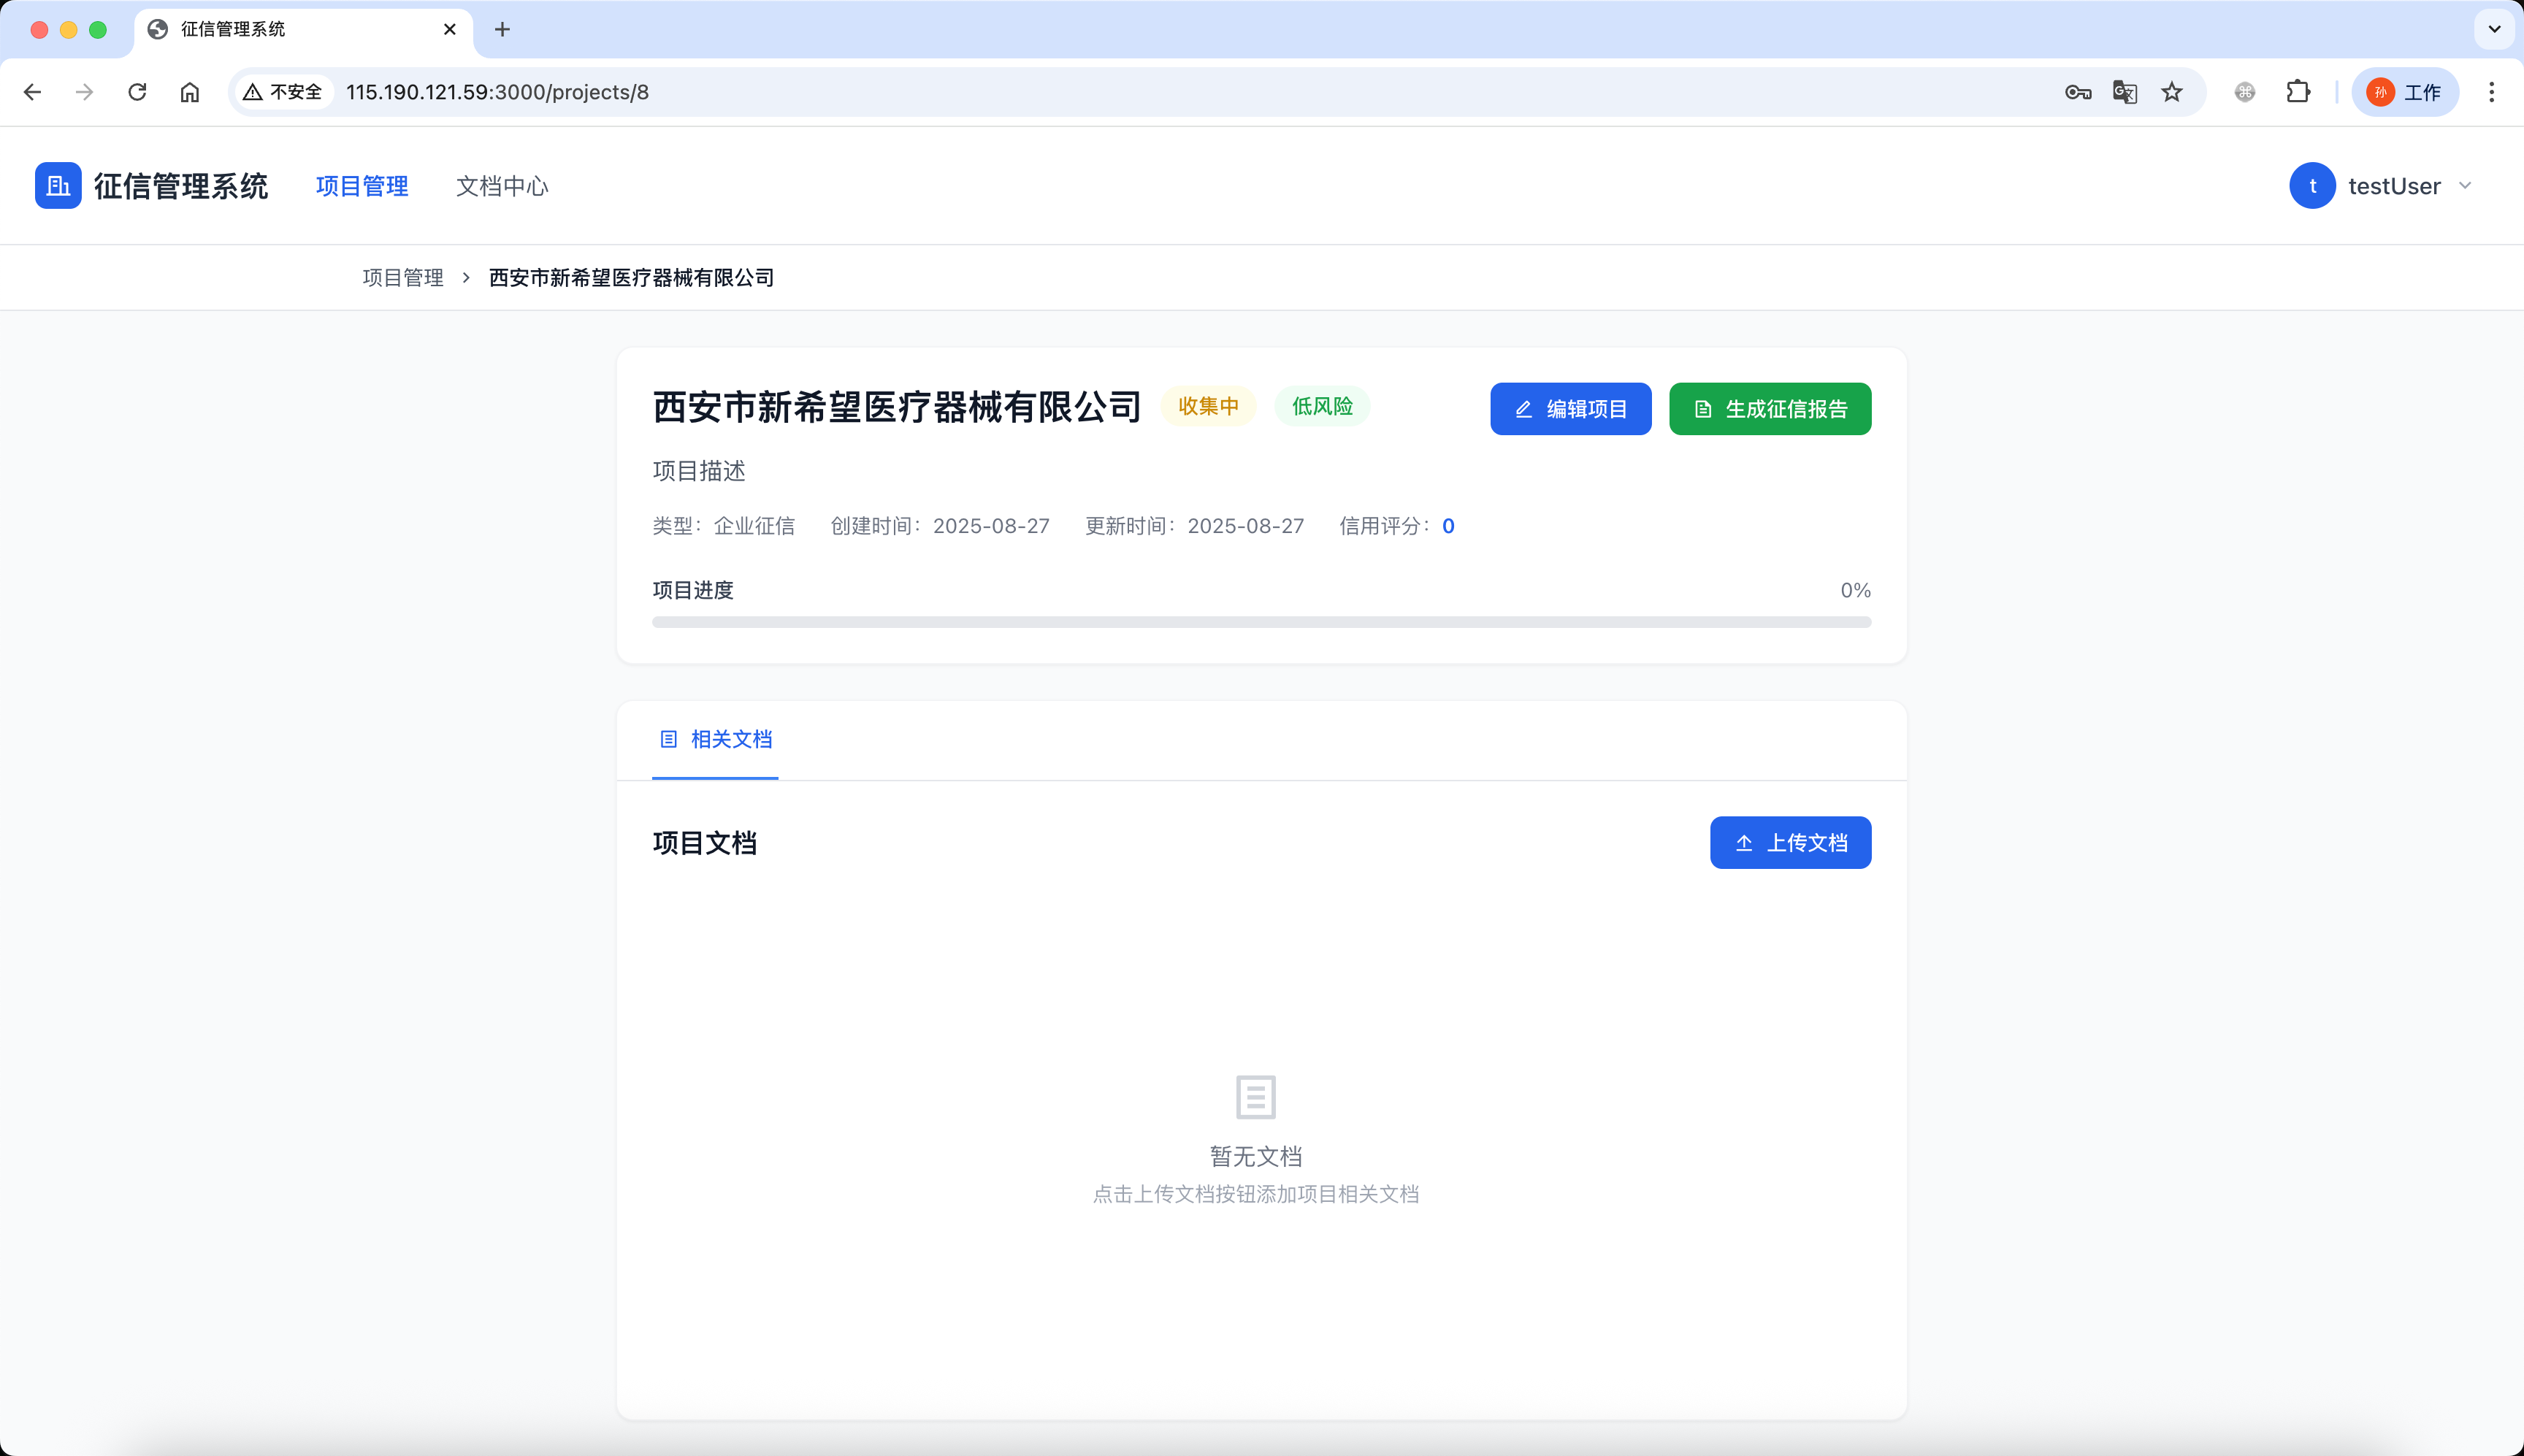 征信管理系统
不安全 115.190.121.59:3000/projects/8 孙 工作
征信管理系统 项目管理 文档中心 t testUser
项目管理 > 西安市新希望医疗器械有限公司
西安市新希望医疗器械有限公司 收集中 低风险 编辑项目 生成征信报告
项目描述
类型：企业征信 创建时间：2025-08-27 更新时间：2025-08-27 信用评分：0
项目进度 0%
相关文档
项目文档 上传文档
暂无文档
点击上传文档按钮添加项目相关文档